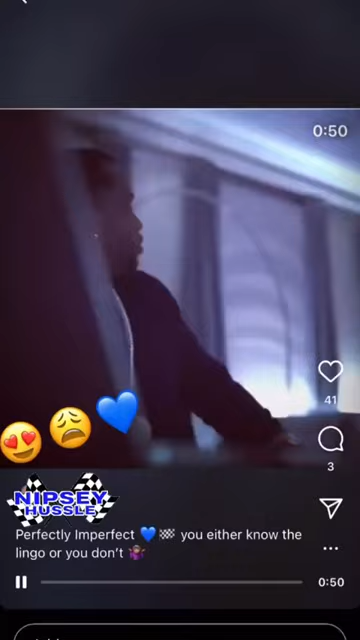 0:50
41
3
NIPSEY
HUSSLE
Perfectly Imperfect 💙🏁 you either know the
lingo or you don't 🤷🏾‍♀️
0:50